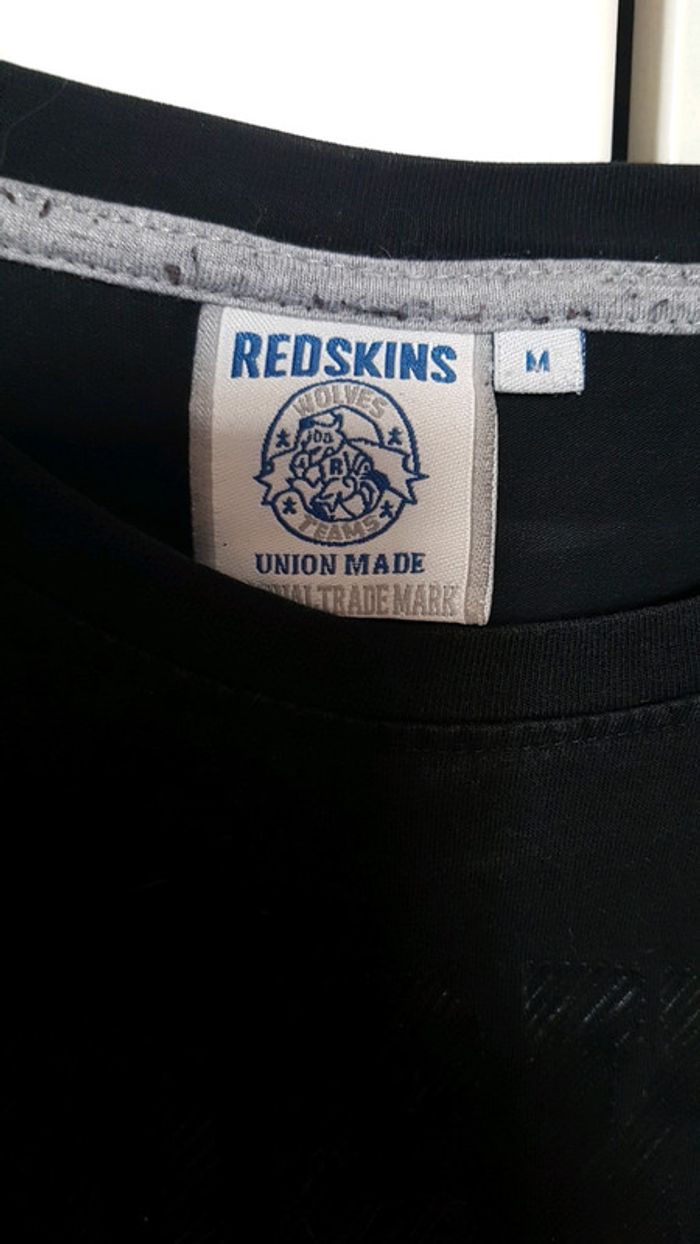 REDSKINS
M
WOLVES
TEAMS
UNION MADE
TRADE MARK